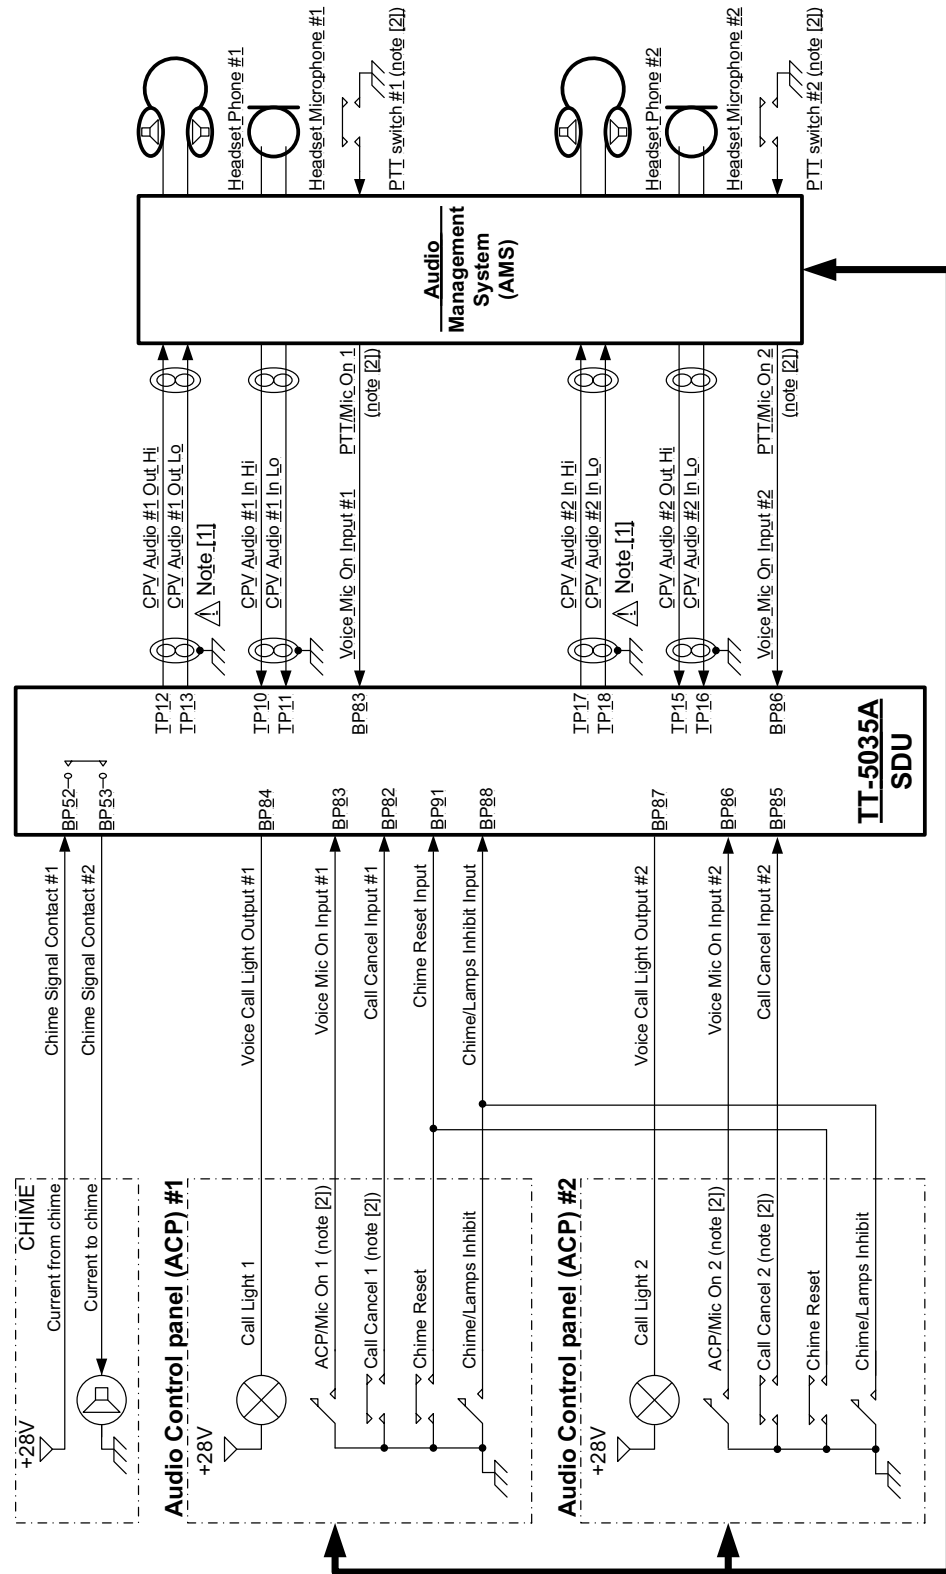 CHIME
+28V
Current from chime
Current to chime
Chime Signal Contact #1
Chime Signal Contact #2
BP52
BP53
Audio Control panel (ACP) #1
+28V
Call Light 1
ACP/Mic On 1 (note [2])
Call Cancel 1 (note [2])
Chime Reset
Chime/Lamps Inhibit
Voice Call Light Output #1
Voice Mic On Input #1
Call Cancel Input #1
Chime Reset Input
Chime/Lamps Inhibit Input
BP84
BP83
BP82
BP91
BP88
Audio Control panel (ACP) #2
+28V
Call Light 2
ACP/Mic On 2 (note [2])
Call Cancel 2 (note [2])
Chime Reset
Chime/Lamps Inhibit
Voice Call Light Output #2
Voice Mic On Input #2
Call Cancel Input #2
BP87
BP86
BP85
TT-5035A
SDU
TP12
TP13
TP10
TP11
BP83
TP17
TP18
TP15
TP16
BP86
CPV Audio #1 Out Hi
CPV Audio #1 Out Lo
Note [1]
CPV Audio #1 In Hi
CPV Audio #1 In Lo
Voice Mic On Input #1
PTT/Mic On 1
(note [2])
CPV Audio #2 In Hi
CPV Audio #2 In Lo
Note [1]
CPV Audio #2 Out Hi
CPV Audio #2 Out Lo
Voice Mic On Input #2
PTT/Mic On 2
(note [2])
Audio
Management
System
(AMS)
Headset Phone #1
Headset Microphone #1
PTT switch #1 (note [2])
Headset Phone #2
Headset Microphone #2
PTT switch #2 (note [2])